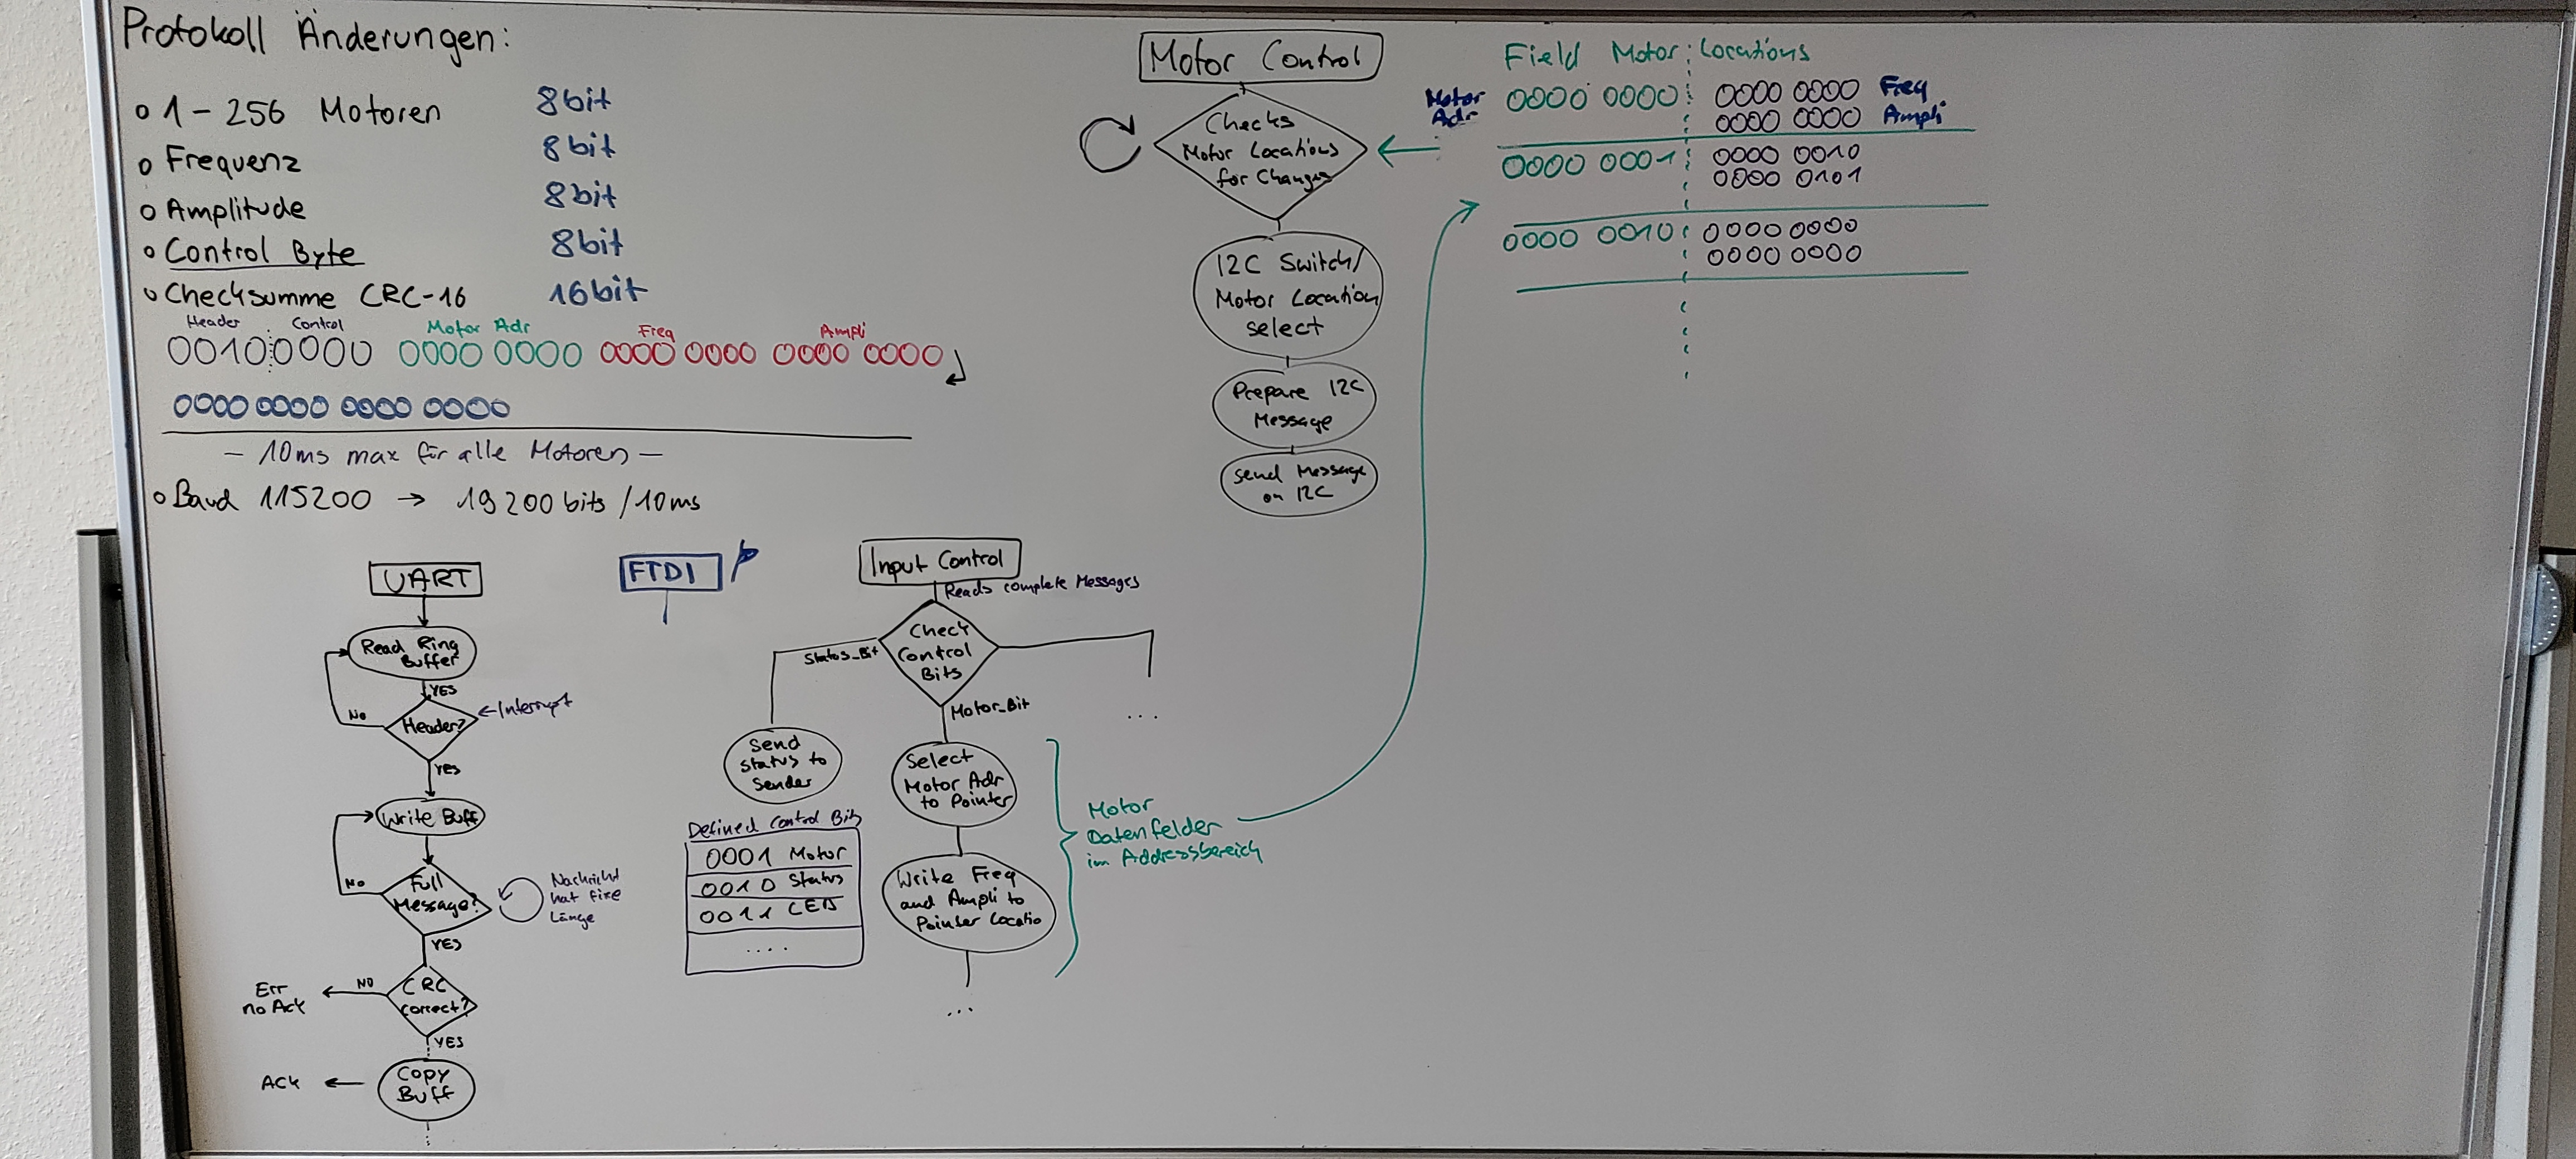 Protokoll Änderungen:
o 1 - 256 Motoren 8bit
o Frequenz 8bit
o Amplitude 8bit
o Control Byte 8bit
o Checksumme CRC-16 16bit
Header Control Motor Adr Freq Ampli
0010 0000 0000 0000 0000 0000 0000 0000
0000 0000 0000 0000
- 10ms max für alle Motoren -
o Baud 115200 → 19200 bits / 10ms
UART
Read Ring
Buffer
YES
No
Header?
← Interrupt
Yes
Write Buff
No
Full
Message?
Nachricht
hat fixe
Länge
YES
CRC
correct?
NO
Err
no Ack
YES
Copy
Buff
ACK ←
FTDI
Input Control
Reads complete Messages
Check
Control
Bits
Status_Bit
Motor_Bit
...
Send
Status to
Sender
Select
Motor Adr
to Pointer
Write Freq
and Ampli to
Pointer Locatio
...
Defined Control Bits
0001 Motor
0010 Status
0011 LED
....
Motor
Datenfelder
im Addressbereich
Motor Control
Checks
Motor Locations
for Changes
I2C Switch/
Motor Location
select
Prepare I2C
Message
Send Message
on I2C
Field Motor Locations
Motor
Adr
0000 0000 0000 0000 Freq
0000 0000 Ampli
0000 0001 0000 0010
0000 0101
0000 0010 0000 0000
0000 0000